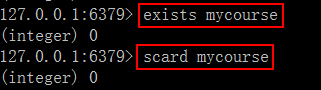 127.0.0.1:6379> exists mycourse
(integer) 0
127.0.0.1:6379> scard mycourse
(integer) 0